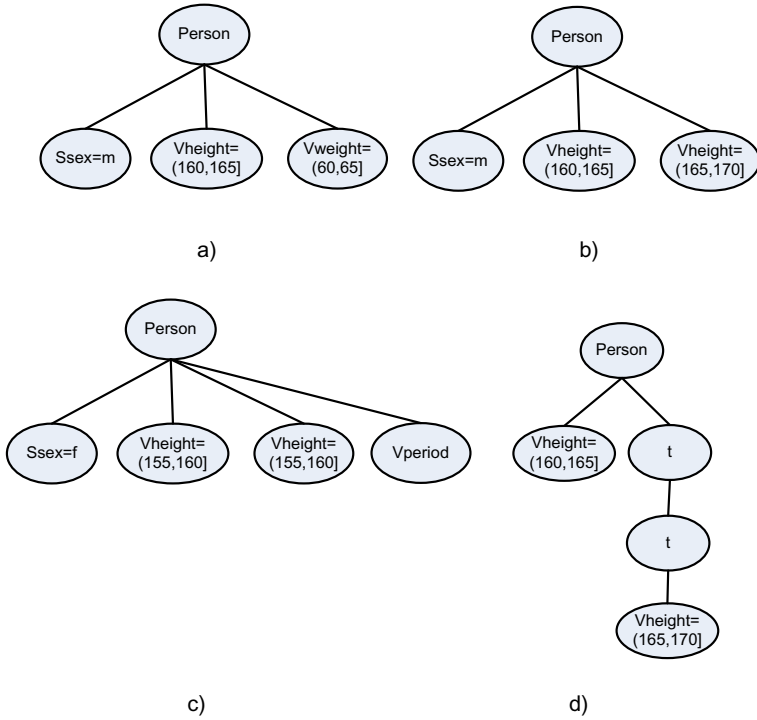 Person
Ssex=m
Vheight=
(160,165]
Vweight=
(60,65]
a)
Person
Ssex=m
Vheight=
(160,165]
Vheight=
(165,170]
b)
Person
Ssex=f
Vheight=
(155,160]
Vheight=
(155,160]
Vperiod
c)
Person
Vheight=
(160,165]
t
t
Vheight=
(165,170]
d)